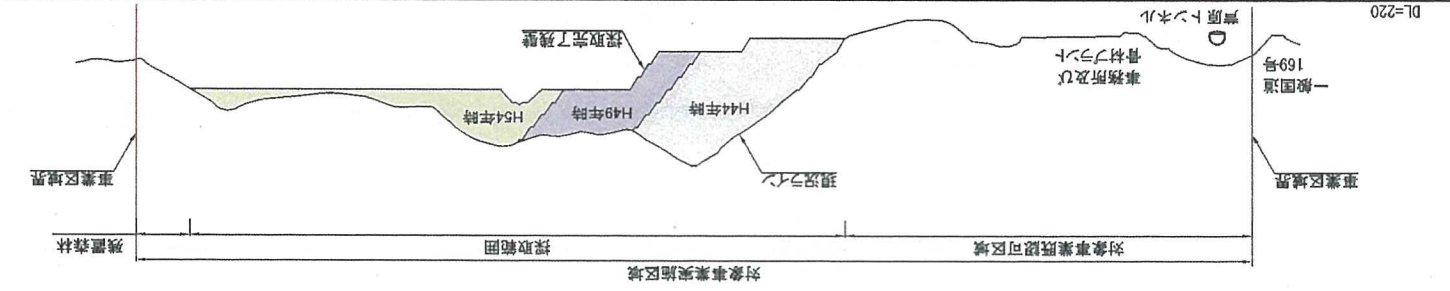 対象事業実施区域
対象事業既認可区域
採取範囲
残置森林
事業区域界
現況ライン
事業区域界
一般国道
169号
事務所及び
骨材プラント
芦原トンネル
H44年時
H49年時
H54年時
採取完了残壁
DL=220